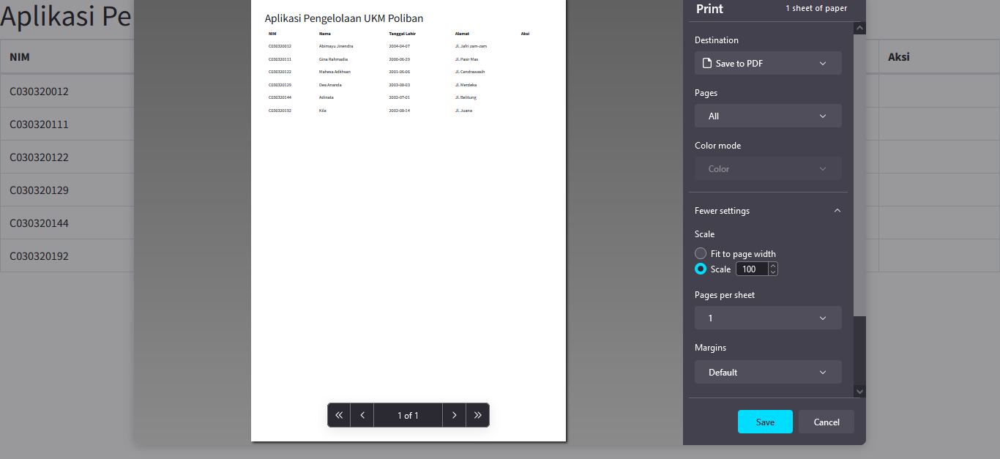 Aplikasi Pe
NIM
Aksi
C030320012
C030320111
C030320122
C030320129
C030320144
C030320192
Aplikasi Pengelolaan UKM Poliban
NIM Nama Tanggal Lahir Alamat Aksi
C030320012 Abimayu Jinendra 2004-04-07 Jl. Jafri zam-zam
C030320111 Gina Rahmadia 2000-06-29 Jl. Pasir Mas
C030320122 Mahesa Adkhsan 2001-06-06 Jl. Cendrawasih
C030320129 Dea Ananda 2003-08-03 Jl. Merdeka
C030320144 Adinata 2002-07-01 Jl. Belitung
C030320192 Kila 2002-08-14 Jl. Juana
1 of 1
Print 1 sheet of paper
Destination
Save to PDF
Pages
All
Color mode
Color
Fewer settings
Scale
Fit to page width
Scale 100
Pages per sheet
1
Margins
Default
Save Cancel